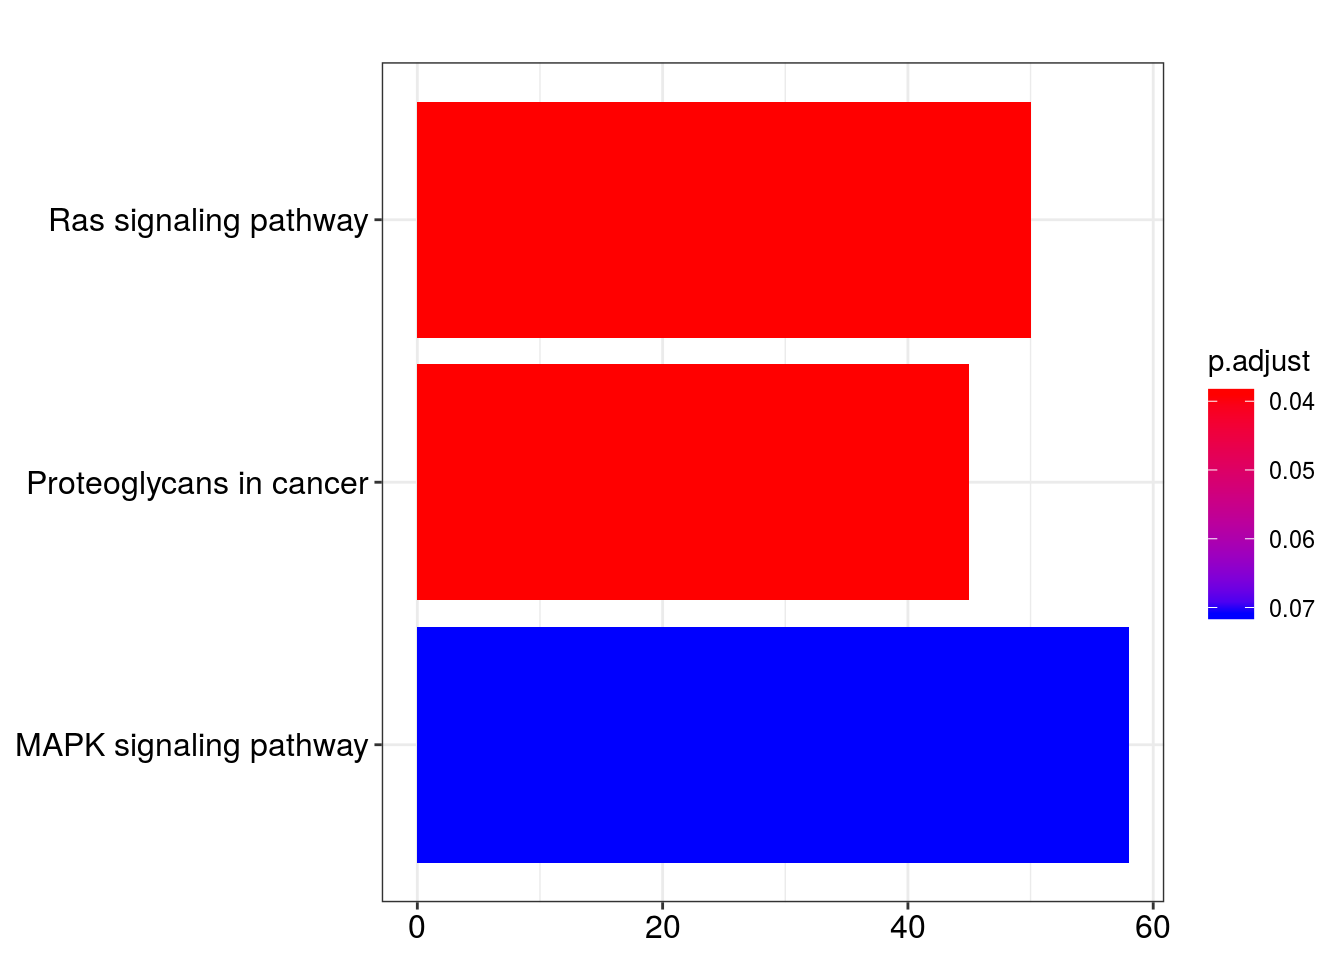 Ras signaling pathway
Proteoglycans in cancer
MAPK signaling pathway
0 20 40 60
p.adjust
0.04
0.05
0.06
0.07